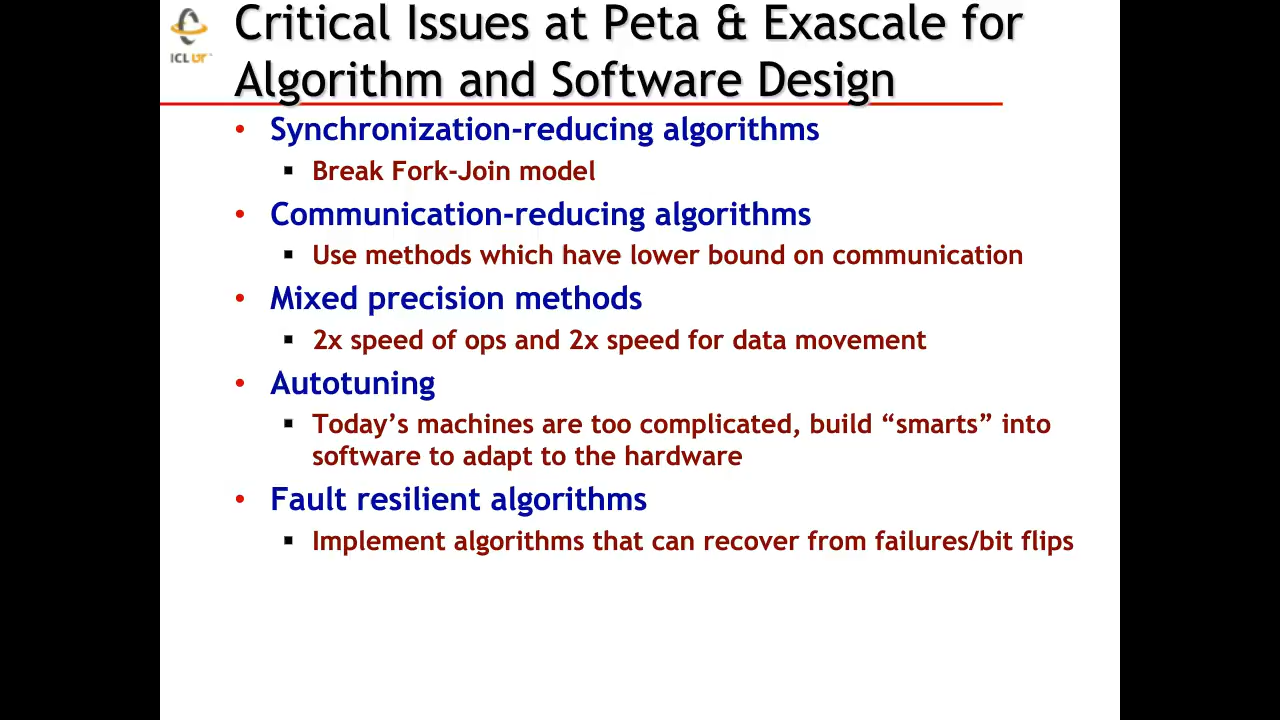 Critical Issues at Peta & Exascale for
Algorithm and Software Design
ICL UT
• Synchronization-reducing algorithms
▪ Break Fork-Join model
• Communication-reducing algorithms
▪ Use methods which have lower bound on communication
• Mixed precision methods
▪ 2x speed of ops and 2x speed for data movement
• Autotuning
▪ Today’s machines are too complicated, build “smarts” into
software to adapt to the hardware
• Fault resilient algorithms
▪ Implement algorithms that can recover from failures/bit flips